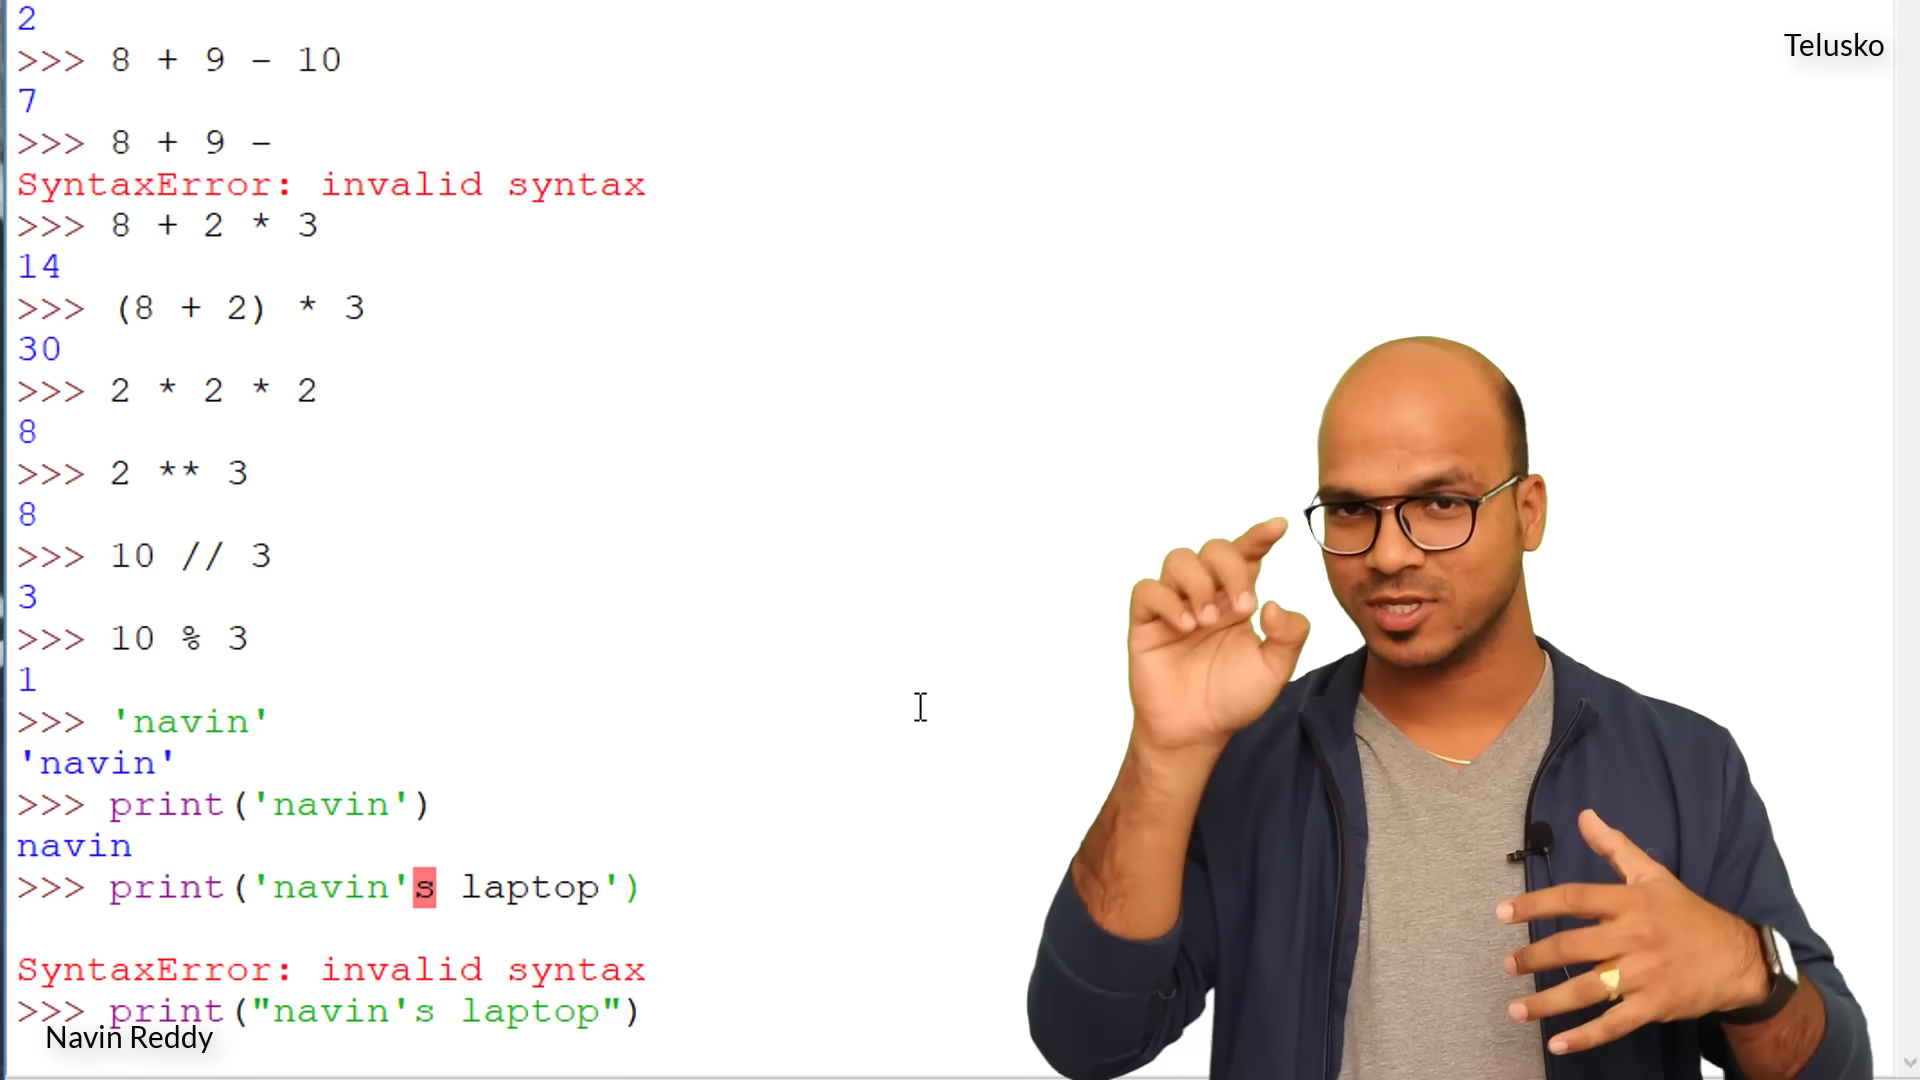 2
>>> 8 + 9 - 10
7
>>> 8 + 9 -
SyntaxError: invalid syntax
>>> 8 + 2 * 3
14
>>> (8 + 2) * 3
30
>>> 2 * 2 * 2
8
>>> 2 ** 3
8
>>> 10 // 3
3
>>> 10 % 3
1
>>> 'navin'
'navin'
>>> print('navin')
navin
>>> print('navin's laptop')
SyntaxError: invalid syntax
>>> print("navin's laptop")
Navin Reddy
Telusko